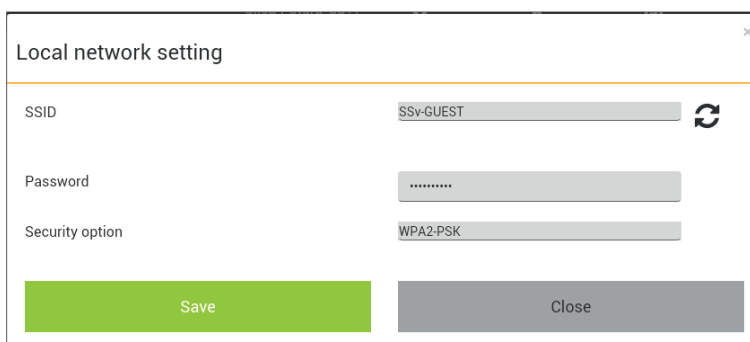 Local network setting
×
SSID
SSv-GUEST
Password
••••••••••
Security option
WPA2-PSK
Save
Close